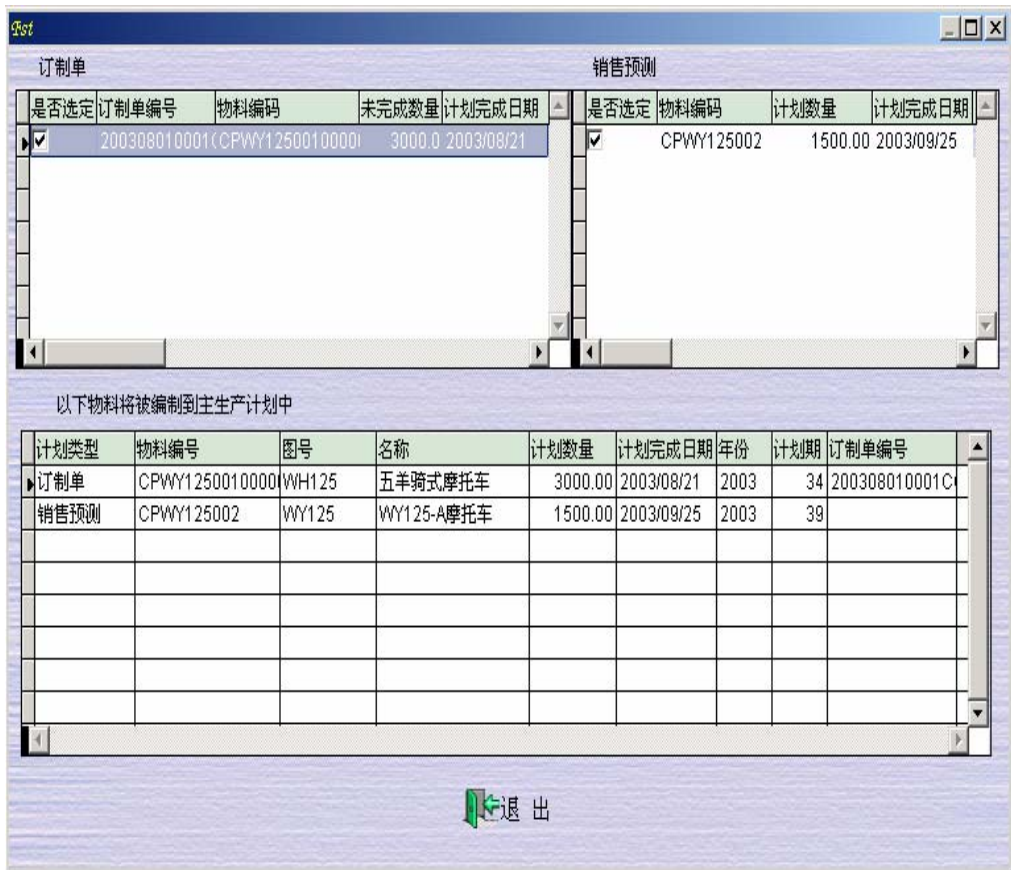 Fst
订制单
是否选定 订制单编号 物料编码 未完成数量 计划完成日期
200308010001( CPWY12500100000 3000.0 2003/08/21
销售预测
是否选定 物料编码 计划数量 计划完成日期
CPWY125002 1500.00 2003/09/25
以下物料将被编制到主生产计划中
计划类型 物料编号 图号 名称 计划数量 计划完成日期 年份 计划期 订制单编号
订制单 CPWY12500100000 WH125 五羊骑式摩托车 3000.00 2003/08/21 2003 34 200308010001C
销售预测 CPWY125002 WY125 WY125-A摩托车 1500.00 2003/09/25 2003 39
退 出